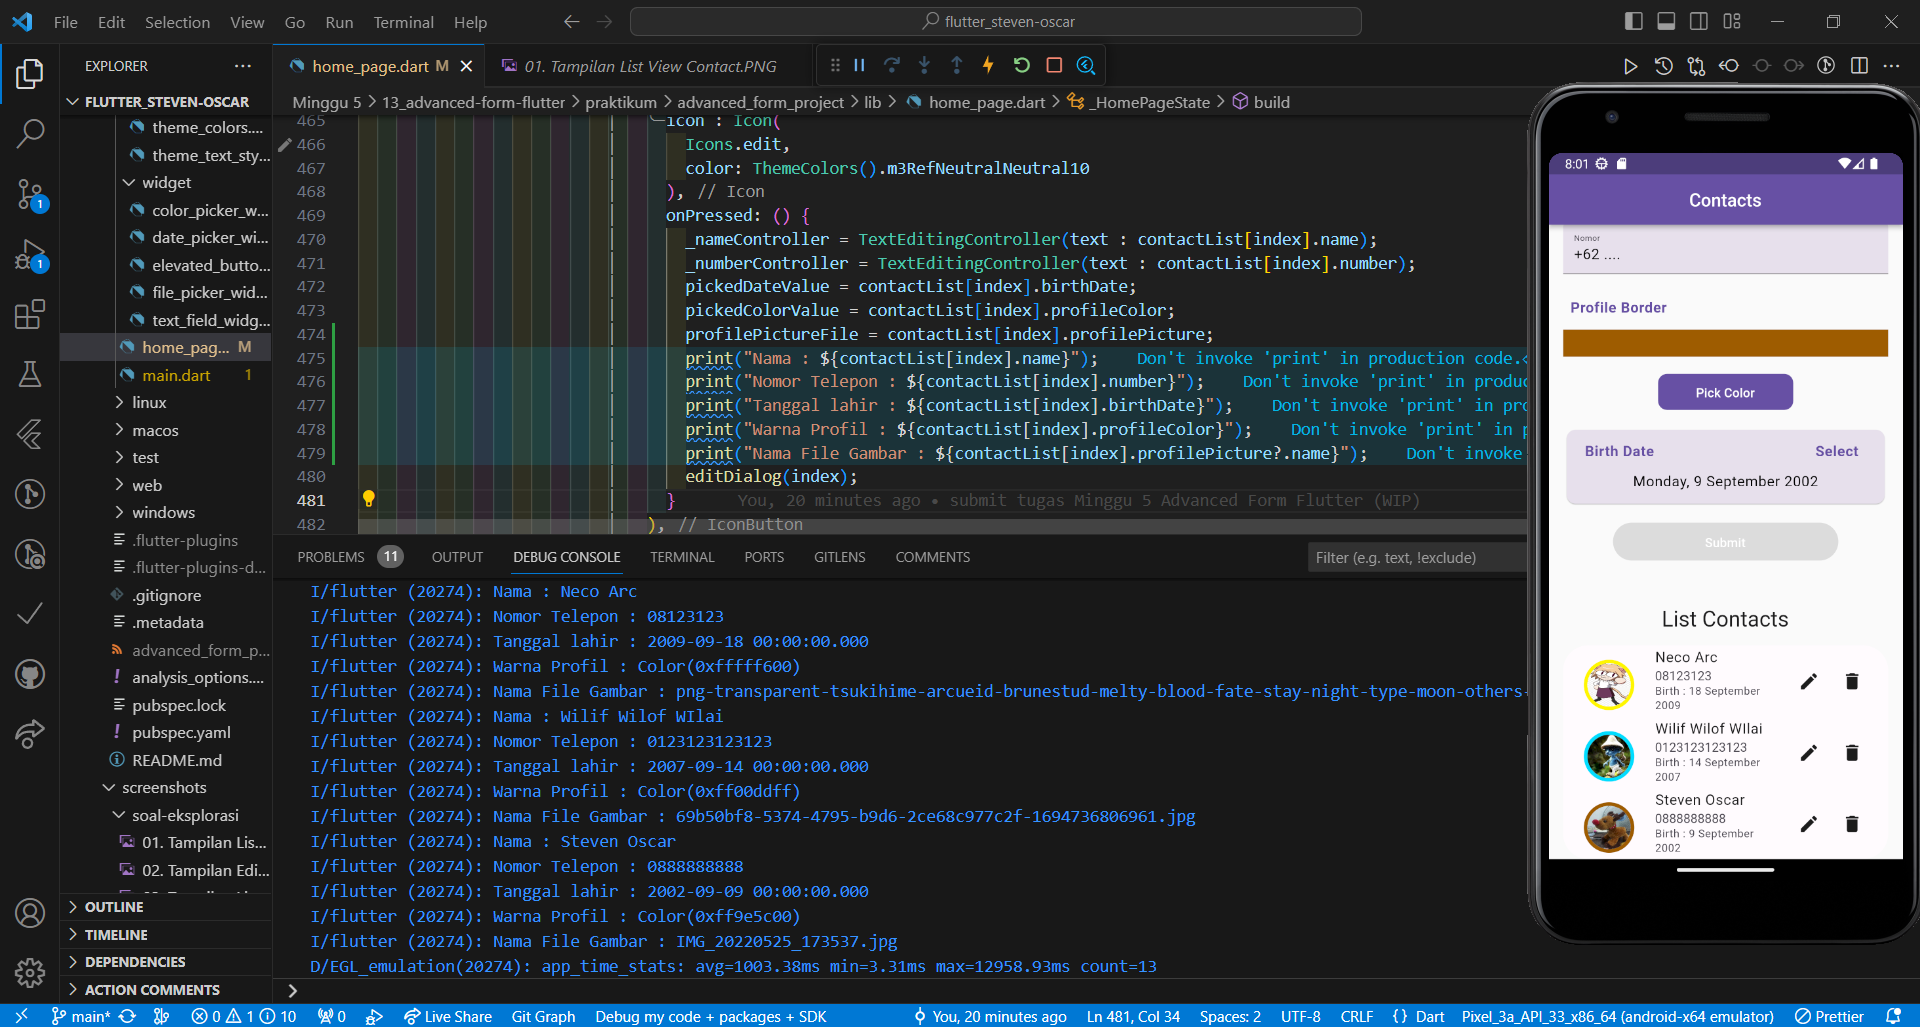 File Edit Selection View Go Run Terminal Help
flutter_steven-oscar
EXPLORER
FLUTTER_STEVEN-OSCAR
theme_colors....
theme_text_sty...
widget
color_picker_w...
date_picker_wi...
elevated_butto...
file_picker_wid...
text_field_widg...
home_pag... M
main.dart 1
linux
macos
test
web
windows
.flutter-plugins
.flutter-plugins-d...
.gitignore
.metadata
advanced_form_p...
analysis_options....
pubspec.lock
pubspec.yaml
README.md
screenshots
soal-eksplorasi
01. Tampilan Lis...
02. Tampilan Edi...
OUTLINE
TIMELINE
DEPENDENCIES
ACTION COMMENTS
1
1
home_page.dart M
01. Tampilan List View Contact.PNG
Minggu 5 > 13_advanced-form-flutter > praktikum > advanced_form_project > lib > home_page.dart > _HomePageState > build
465 icon : Icon(
466 Icons.edit,
467 color: ThemeColors().m3RefNeutralNeutral10
468 ), // Icon
469 onPressed: () {
470 _nameController = TextEditingController(text : contactList[index].name);
471 _numberController = TextEditingController(text : contactList[index].number);
472 pickedDateValue = contactList[index].birthDate;
473 pickedColorValue = contactList[index].profileColor;
474 profilePictureFile = contactList[index].profilePicture;
475 print("Nama : ${contactList[index].name}"); Don't invoke 'print' in production code.
476 print("Nomor Telepon : ${contactList[index].number}"); Don't invoke 'print' in produc
477 print("Tanggal lahir : ${contactList[index].birthDate}"); Don't invoke 'print' in pro
478 print("Warna Profil : ${contactList[index].profileColor}"); Don't invoke 'print' in p
479 print("Nama File Gambar : ${contactList[index].profilePicture?.name}"); Don't invoke
480 editDialog(index);
481 } You, 20 minutes ago • submit tugas Minggu 5 Advanced Form Flutter (WIP)
482 ), // IconButton
PROBLEMS 11 OUTPUT DEBUG CONSOLE TERMINAL PORTS GITLENS COMMENTS Filter (e.g. text, !exclude)
I/flutter (20274): Nama : Neco Arc
I/flutter (20274): Nomor Telepon : 08123123
I/flutter (20274): Tanggal lahir : 2009-09-18 00:00:00.000
I/flutter (20274): Warna Profil : Color(0xfffff600)
I/flutter (20274): Nama File Gambar : png-transparent-tsukihime-arcueid-brunestud-melty-blood-fate-stay-night-type-moon-others-
I/flutter (20274): Nama : Wilif Wilof WIlai
I/flutter (20274): Nomor Telepon : 0123123123123
I/flutter (20274): Tanggal lahir : 2007-09-14 00:00:00.000
I/flutter (20274): Warna Profil : Color(0xff00ddff)
I/flutter (20274): Nama File Gambar : 69b50bf8-5374-4795-b9d6-2ce68c977c2f-1694736806961.jpg
I/flutter (20274): Nama : Steven Oscar
I/flutter (20274): Nomor Telepon : 0888888888
I/flutter (20274): Tanggal lahir : 2002-09-09 00:00:00.000
I/flutter (20274): Warna Profil : Color(0xff9e5c00)
I/flutter (20274): Nama File Gambar : IMG_20220525_173537.jpg
D/EGL_emulation(20274): app_time_stats: avg=1003.38ms min=3.31ms max=12958.93ms count=13
8:01
Contacts
Nomor
+62 ....
Profile Border
Pick Color
Birth Date Select
Monday, 9 September 2002
Submit
List Contacts
Neco Arc
08123123
Birth : 18 September
2009
Wilif Wilof WIlai
0123123123123
Birth : 14 September
2007
Steven Oscar
0888888888
Birth : 9 September
2002
main* 0 1 10 0 Live Share Git Graph Debug my code + packages + SDK You, 20 minutes ago Ln 481, Col 34 Spaces: 2 UTF-8 CRLF {} Dart Pixel_3a_API_33_x86_64 (android-x64 emulator) Prettier